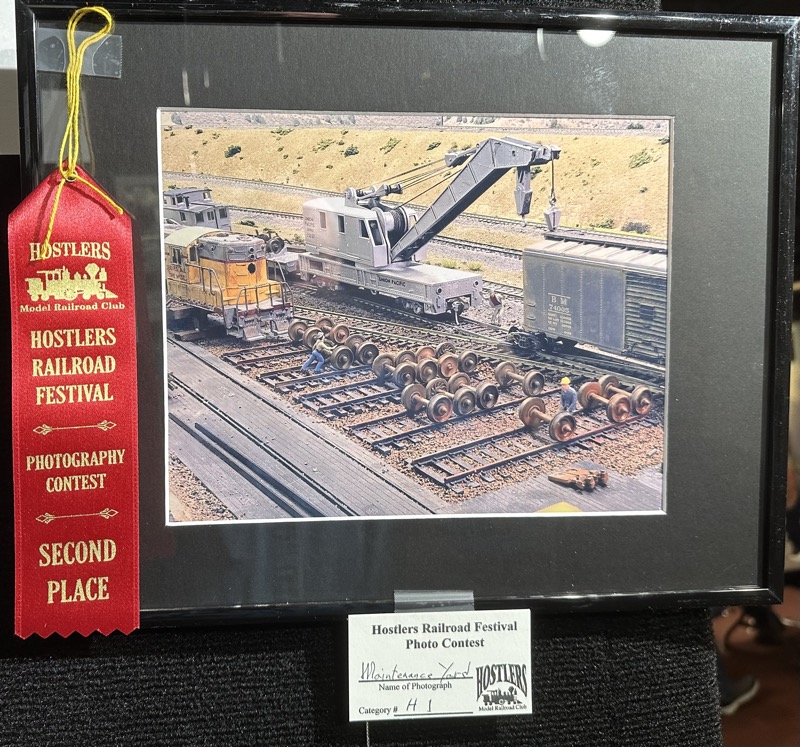 HOSTLERS
Model Railroad Club
HOSTLERS
RAILROAD
FESTIVAL
PHOTOGRAPHY
CONTEST
SECOND
PLACE
UNION PACIFIC
B M
74005
Hostlers Railroad Festival
Photo Contest
Maintenance Yard
Name of Photograph
Category # H 1
HOSTLERS
Model Railroad Club